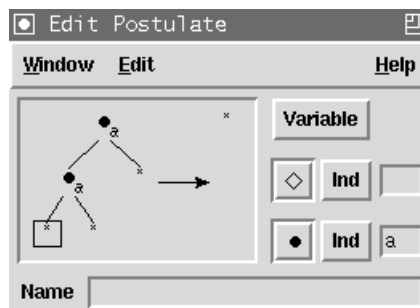 Edit Postulate
Window Edit Help
Variable
a
a
Ind
Ind a
Name